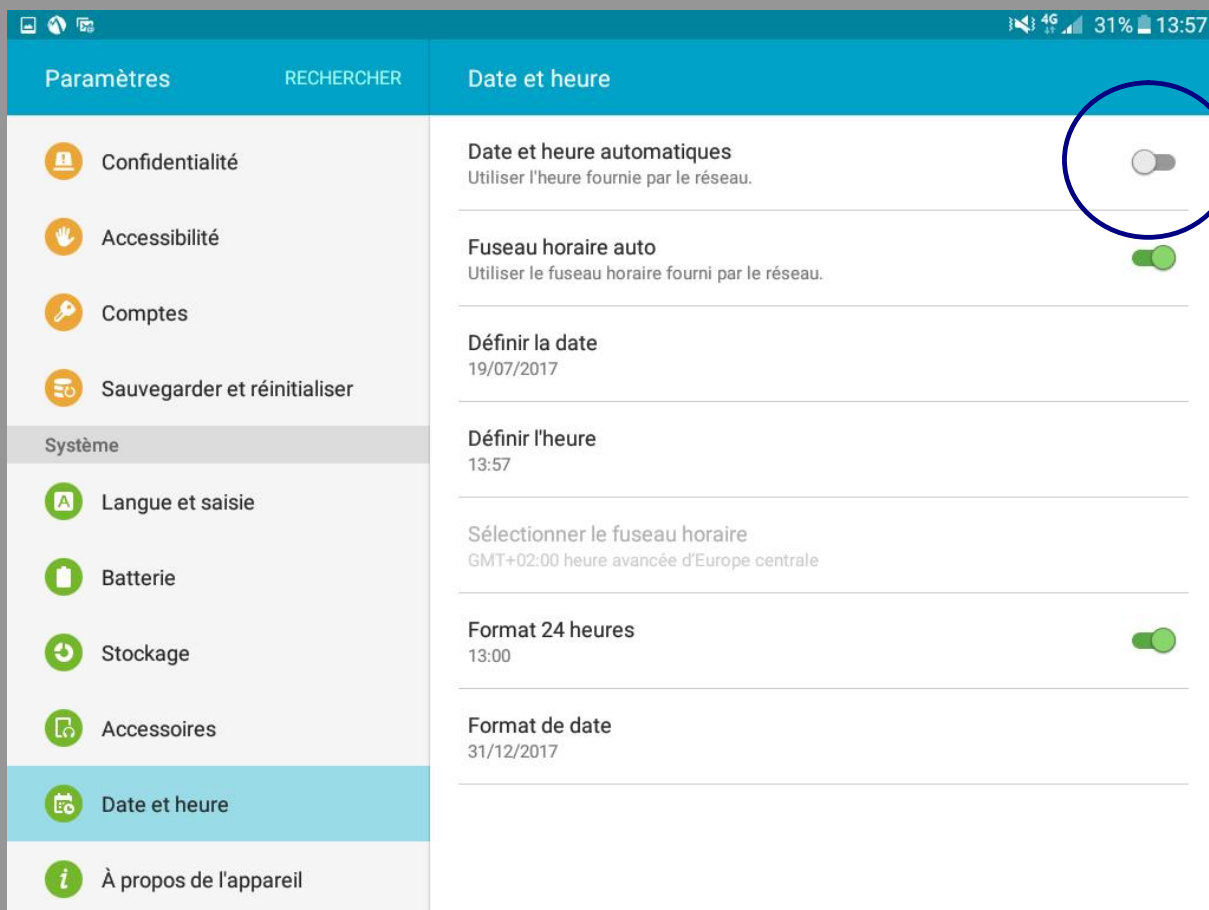 4G 31% 13:57
Paramètres RECHERCHER
Confidentialité
Accessibilité
Comptes
Sauvegarder et réinitialiser
Système
Langue et saisie
Batterie
Stockage
Accessoires
Date et heure
À propos de l'appareil
Date et heure
Date et heure automatiques
Utiliser l'heure fournie par le réseau.
Fuseau horaire auto
Utiliser le fuseau horaire fourni par le réseau.
Définir la date
19/07/2017
Définir l'heure
13:57
Sélectionner le fuseau horaire
GMT+02:00 heure avancée d'Europe centrale
Format 24 heures
13:00
Format de date
31/12/2017